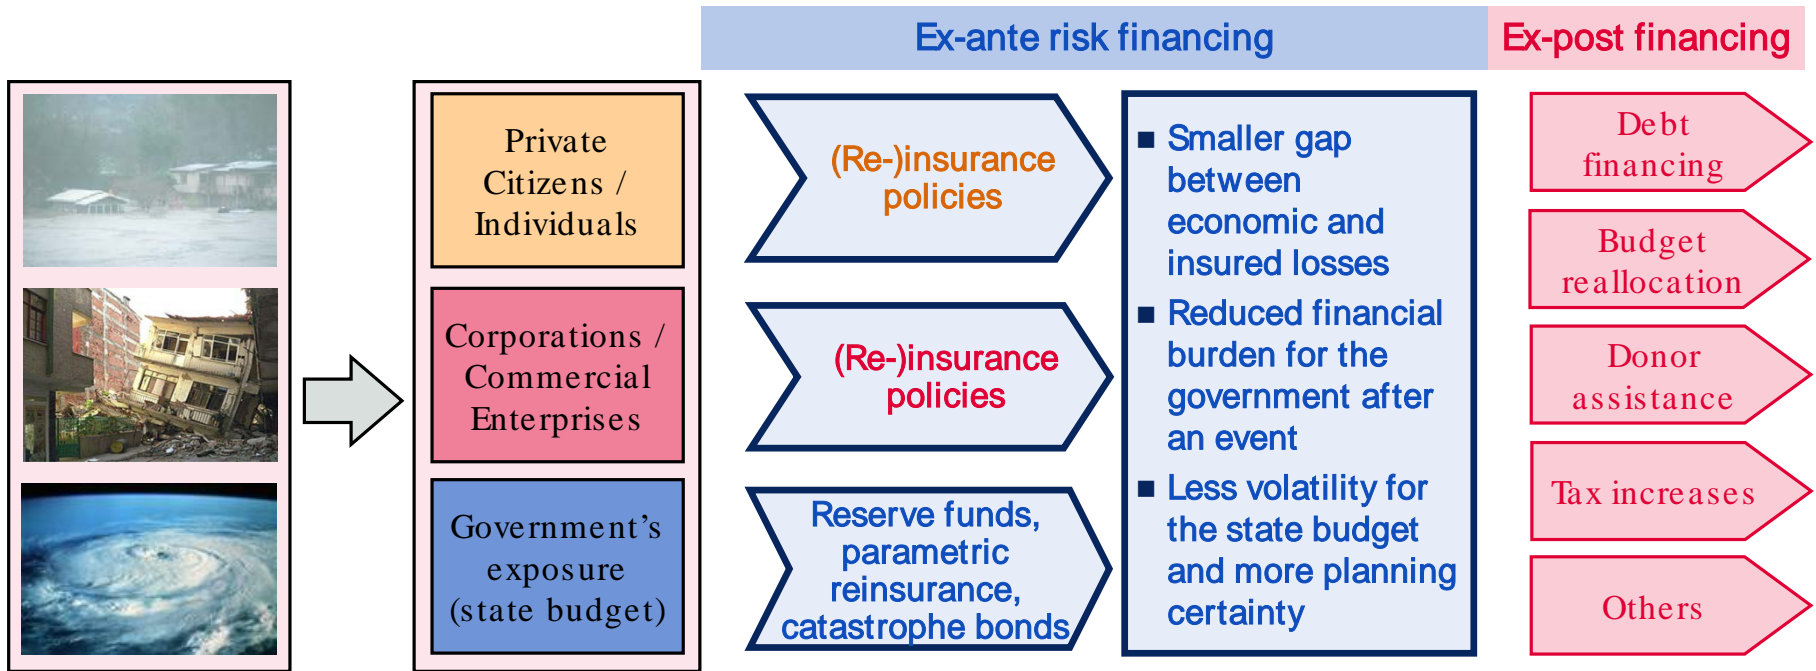 Ex-ante risk financing
Ex-post financing
Private
Citizens /
Individuals
Corporations /
Commercial
Enterprises
Government’s
exposure
(state budget)
(Re-)insurance
policies
(Re-)insurance
policies
Reserve funds,
parametric
reinsurance,
catastrophe bonds
■ Smaller gap
between
economic and
insured losses
■ Reduced financial
burden for the
government after
an event
■ Less volatility for
the state budget
and more planning
certainty
Debt
financing
Budget
reallocation
Donor
assistance
Tax increases
Others